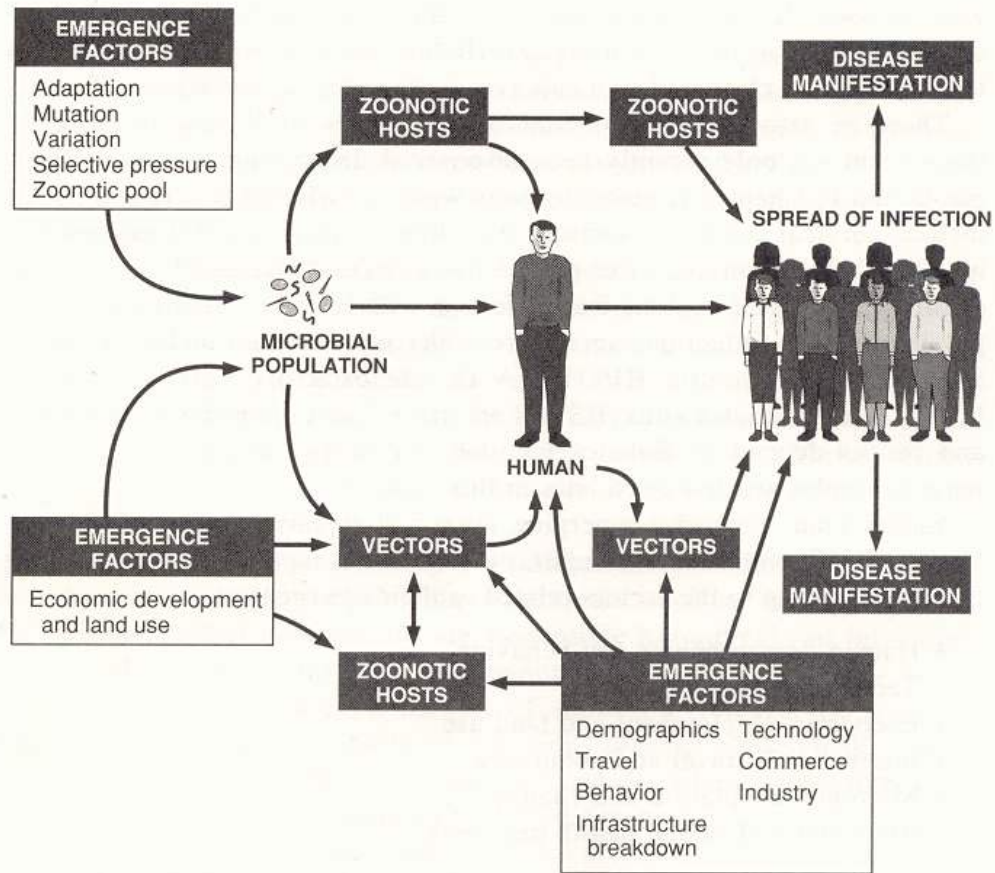 EMERGENCE
FACTORS
Adaptation
Mutation
Variation
Selective pressure
Zoonotic pool
ZOONOTIC
HOSTS
ZOONOTIC
HOSTS
DISEASE
MANIFESTATION
SPREAD OF INFECTION
MICROBIAL
POPULATION
HUMAN
EMERGENCE
FACTORS
Economic development
and land use
VECTORS
VECTORS
DISEASE
MANIFESTATION
ZOONOTIC
HOSTS
EMERGENCE
FACTORS
Demographics
Travel
Behavior
Infrastructure
breakdown
Technology
Commerce
Industry